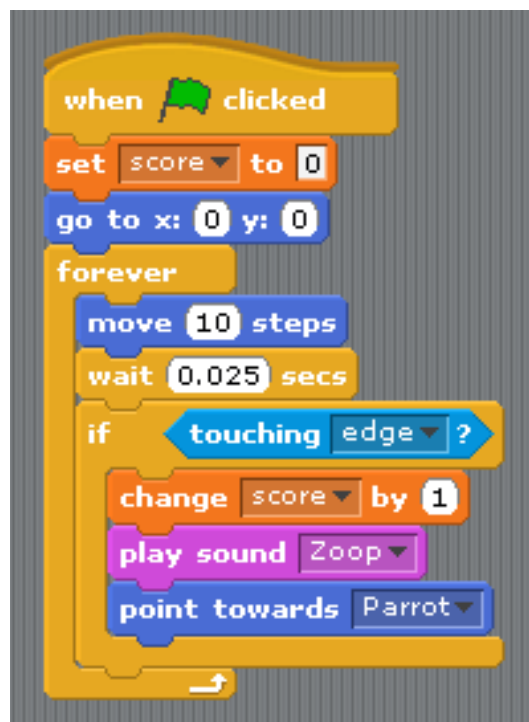 when clicked
set score to 0
go to x: 0 y: 0
forever
move 10 steps
wait 0.025 secs
if touching edge ?
change score by 1
play sound Zoop
point towards Parrot